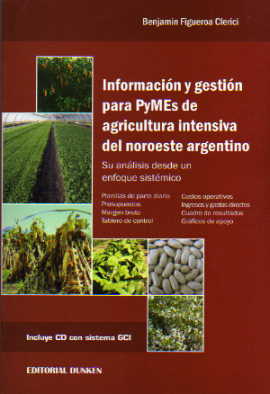 Benjamín Figueroa Clerici
Información y gestión
para PyMEs de
agricultura intensiva
del noroeste argentino
Su análisis desde un
enfoque sistémico
Planillas de parte diario
Presupuestos
Margen bruto
Tablero de control
Costos operativos
Ingresos y gastos directos
Cuadro de resultados
Gráficos de apoyo
Incluye CD con sistema GCI
EDITORIAL DUNKEN